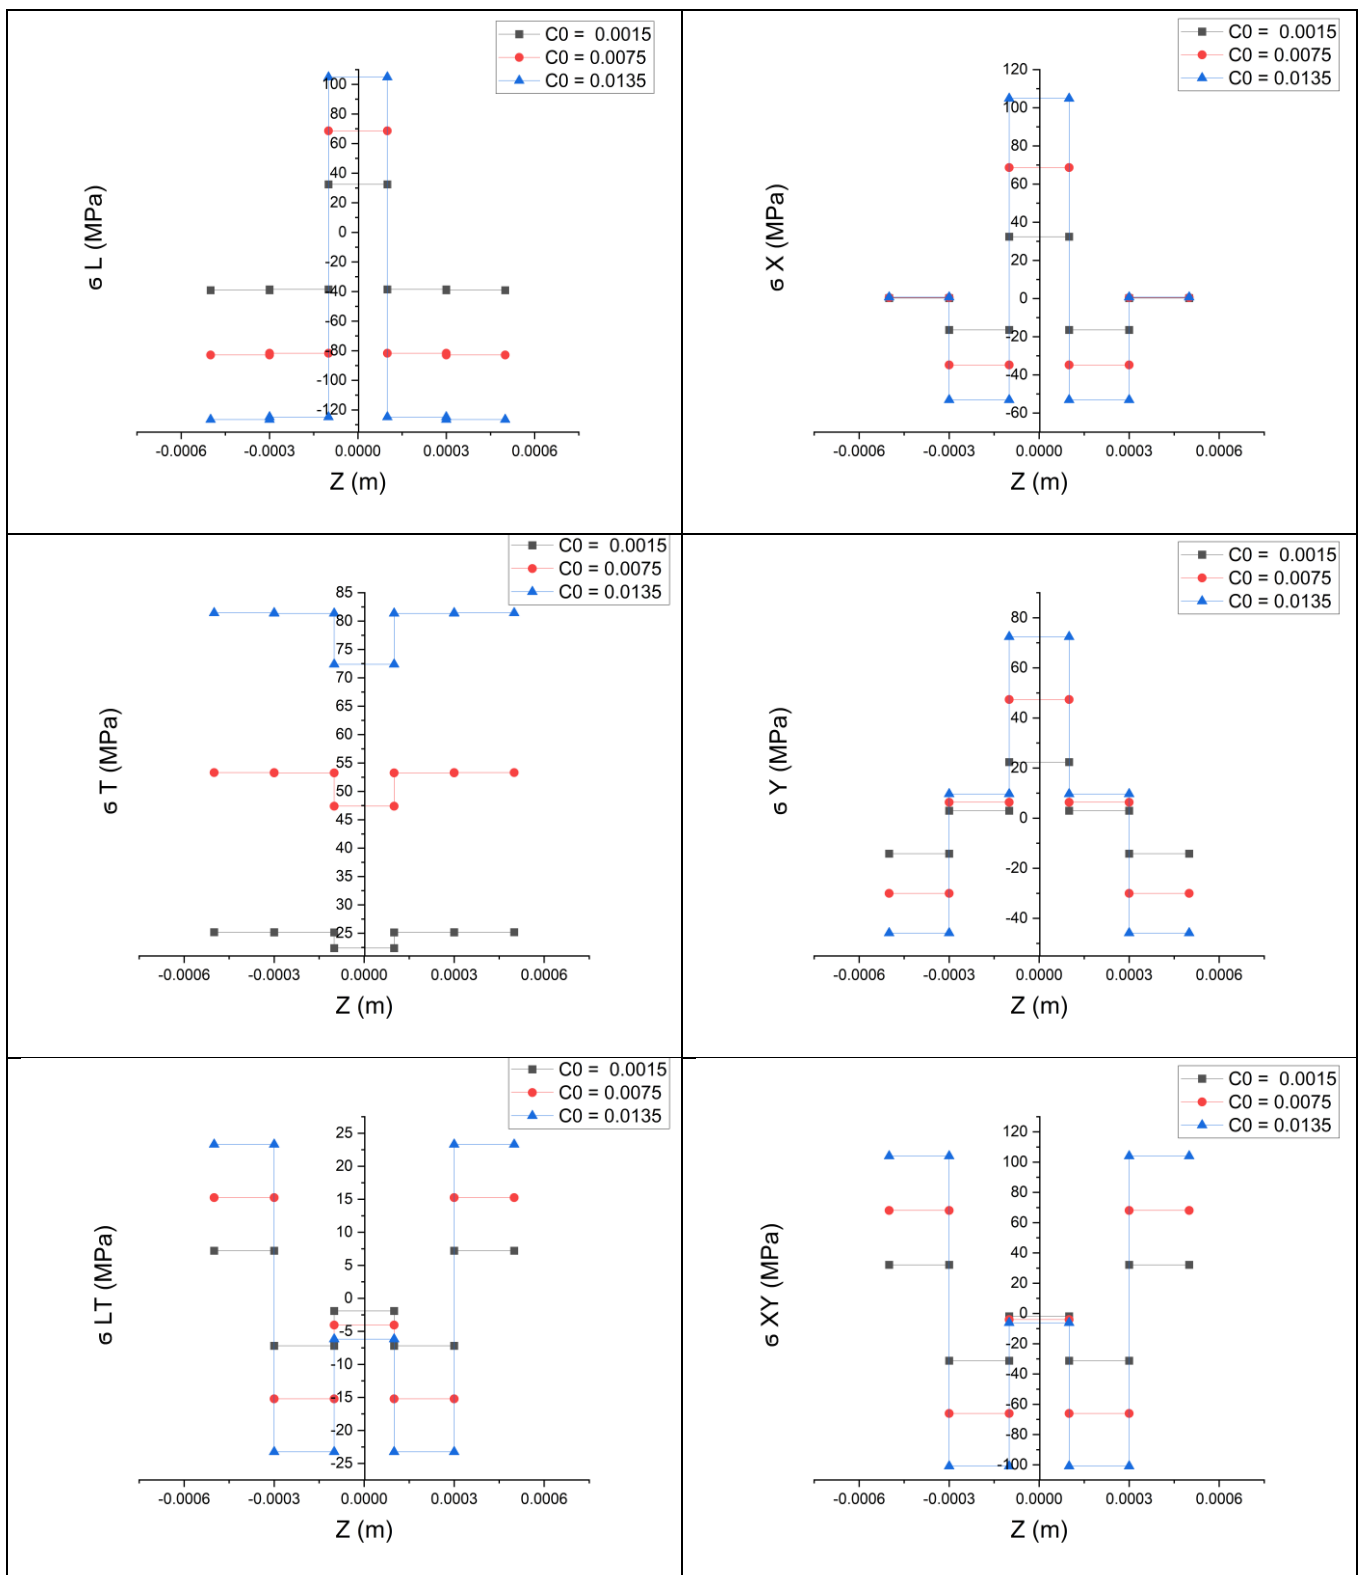 C0 = 0.0015
C0 = 0.0075
C0 = 0.0135
100
80
60
40
20
0
-20
-40
-60
-80
-100
-120
-0.0006 -0.0003 0.0000 0.0003 0.0006
б L (MPa)
Z (m)
C0 = 0.0015
C0 = 0.0075
C0 = 0.0135
120
100
80
60
40
20
0
-20
-40
-60
-0.0006 -0.0003 0.0000 0.0003 0.0006
б X (MPa)
Z (m)
C0 = 0.0015
C0 = 0.0075
C0 = 0.0135
85
80
75
70
65
60
55
50
45
40
35
30
25
-0.0006 -0.0003 0.0000 0.0003 0.0006
б T (MPa)
Z (m)
C0 = 0.0015
C0 = 0.0075
C0 = 0.0135
80
60
40
20
0
-20
-40
-0.0006 -0.0003 0.0000 0.0003 0.0006
б Y (MPa)
Z (m)
C0 = 0.0015
C0 = 0.0075
C0 = 0.0135
25
20
15
10
5
0
-5
-10
-15
-20
-25
-0.0006 -0.0003 0.0000 0.0003 0.0006
б LT (MPa)
Z (m)
C0 = 0.0015
C0 = 0.0075
C0 = 0.0135
120
100
80
60
40
20
0
-20
-40
-60
-80
-100
-0.0006 -0.0003 0.0000 0.0003 0.0006
б XY (MPa)
Z (m)